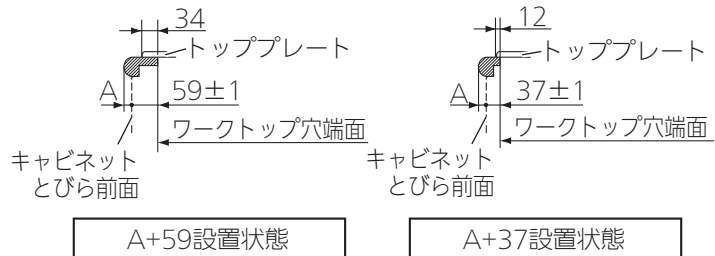 34
トッププレート
A
59±1
ワークトップ穴端面
キャビネット
とびら前面
A+59設置状態
12
トッププレート
A
37±1
ワークトップ穴端面
キャビネット
とびら前面
A+37設置状態